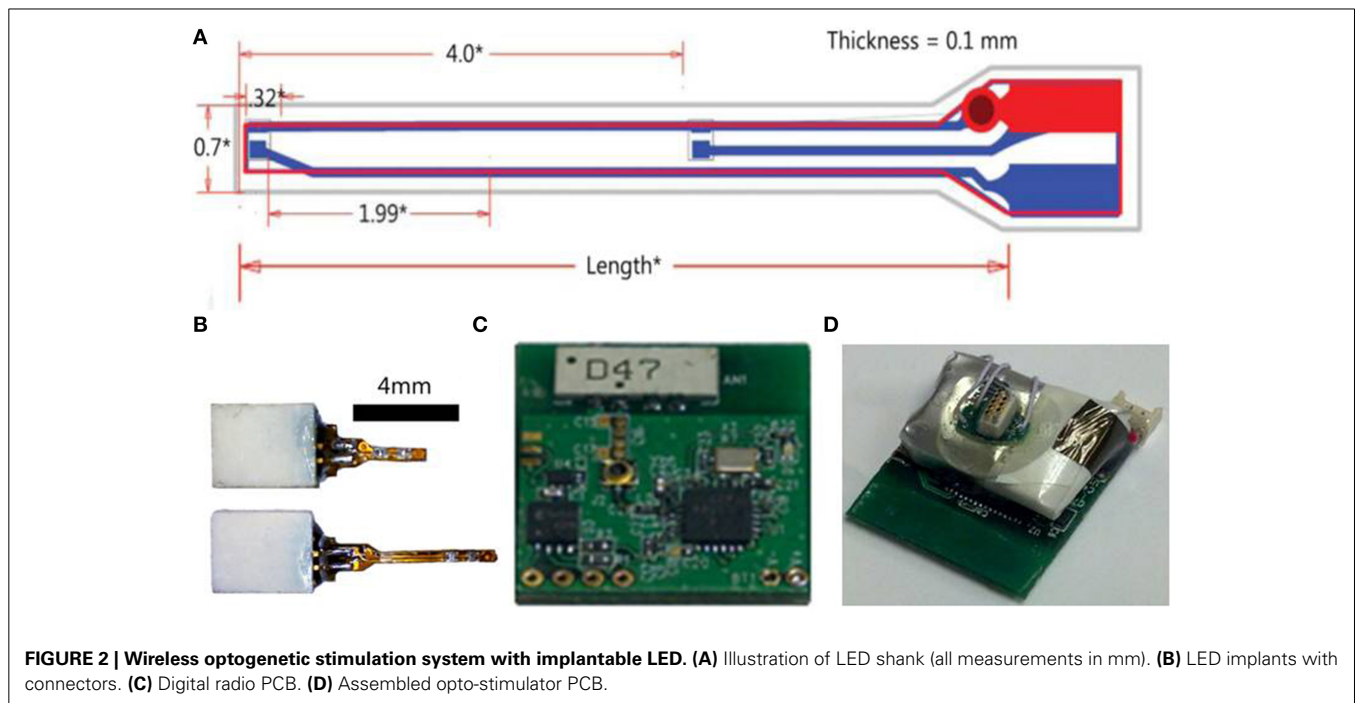 A
4.0*
Thickness = 0.1 mm
.32*
0.7*
1.99*
Length*
B
C
D
4mm
D47
AN1
BT1
FIGURE 2 | Wireless optogenetic stimulation system with implantable LED. (A) Illustration of LED shank (all measurements in mm). (B) LED implants with
connectors. (C) Digital radio PCB. (D) Assembled opto-stimulator PCB.